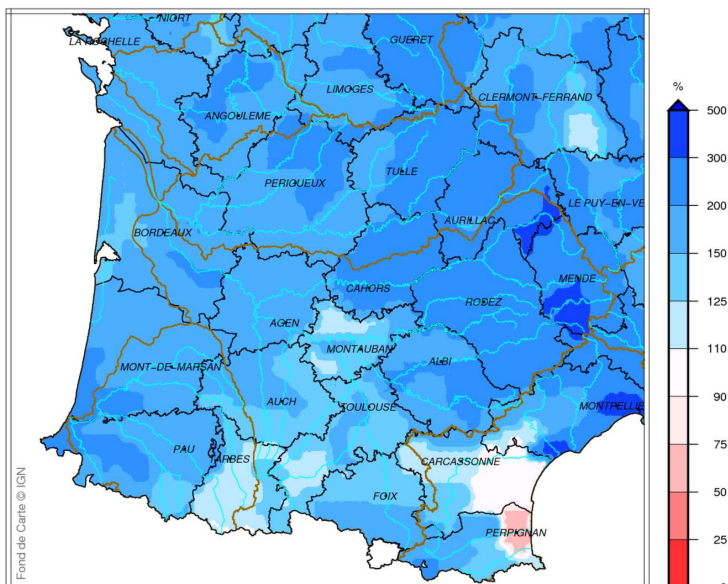 NIORT
LA ROCHELLE
GUERET
LIMOGES
CLERMONT-FERRAND
ANGOULEME
PERIGUEUX
TULLE
AURILLAC
LE PUY-EN-VE
BORDEAUX
MENDE
CAHORS
RODEZ
AGEN
MONTAUBAN
ALBI
MONT-DE-MARSAN
AUCH
TOULOUSE
MONTPELLIE
PAU
TARBES
CARCASSONNE
FOIX
PERPIGNAN
Fond de Carte © IGN
%
500
300
200
150
125
110
90
75
50
25